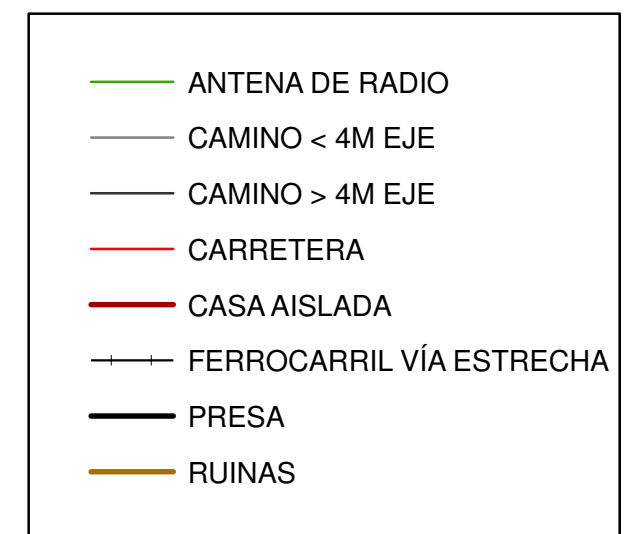 ANTENA DE RADIO
CAMINO < 4M EJE
CAMINO > 4M EJE
CARRETERA
CASA AISLADA
FERROCARRIL VÍA ESTRECHA
PRESA
RUINAS